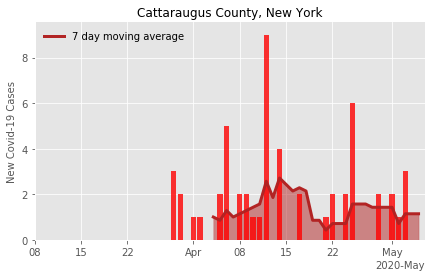 Cattaraugus County, New York
7 day moving average
New Covid-19 Cases
8
6
4
2
0
08 15 22 Apr 08 15 22 May
2020-May